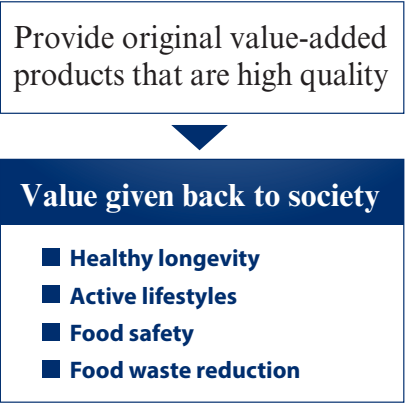 Provide original value-added
products that are high quality
Value given back to society
Healthy longevity
Active lifestyles
Food safety
Food waste reduction